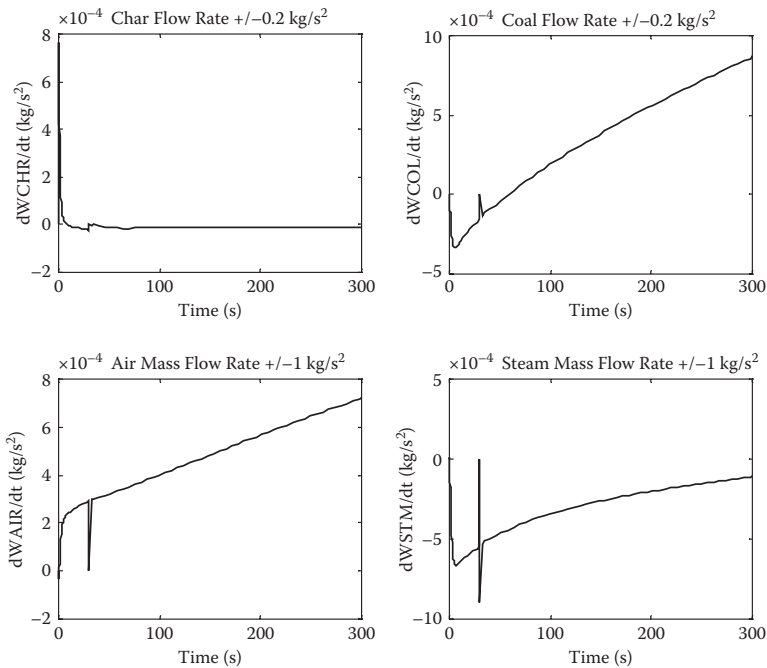 ×10⁻⁴ Char Flow Rate +/−0.2 kg/s²
8
6
4
2
0
−2
dWCHR/dt (kg/s²)
0 100 200 300
Time (s)
×10⁻⁴ Coal Flow Rate +/−0.2 kg/s²
10
5
0
−5
dWCOL/dt (kg/s²)
0 100 200 300
Time (s)
×10⁻⁴ Air Mass Flow Rate +/−1 kg/s²
8
6
4
2
0
−2
dWAIR/dt (kg/s²)
0 100 200 300
Time (s)
×10⁻⁴ Steam Mass Flow Rate +/−1 kg/s²
5
0
−5
−10
dWSTM/dt (kg/s²)
0 100 200 300
Time (s)